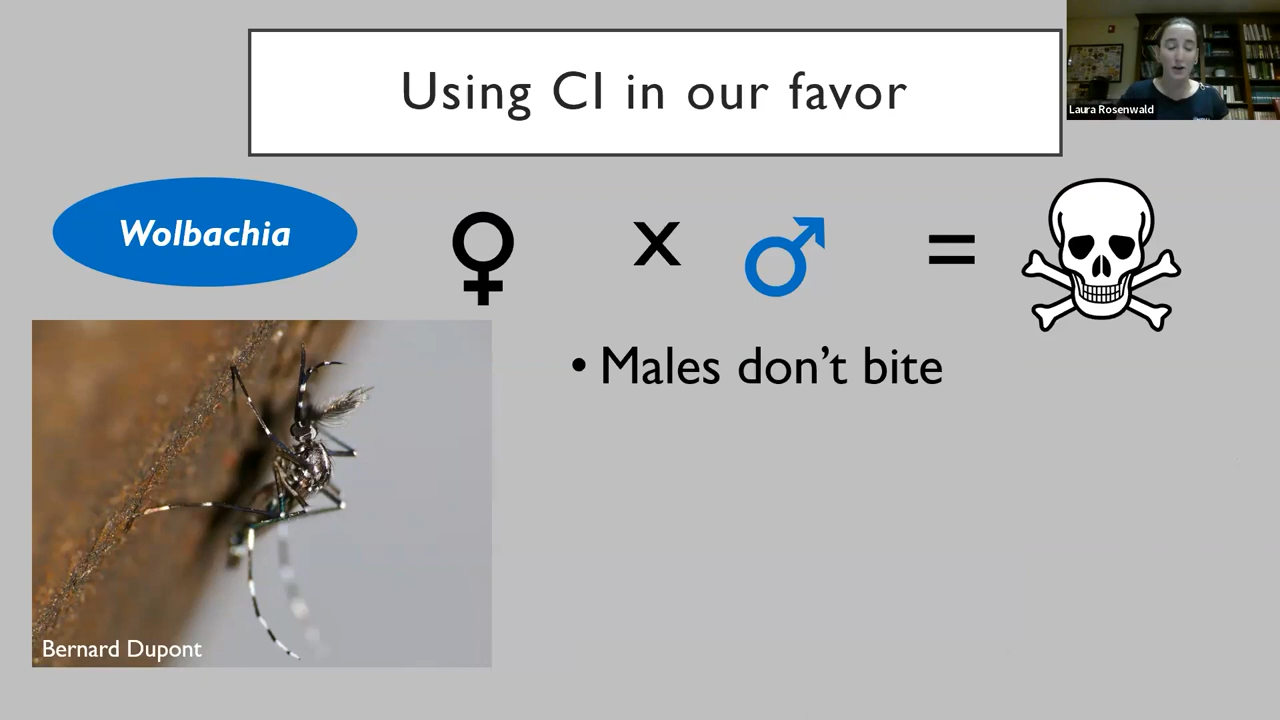 Using CI in our favor
Laura Rosenwald
Wolbachia
♀ x ♂ =
• Males don't bite
Bernard Dupont